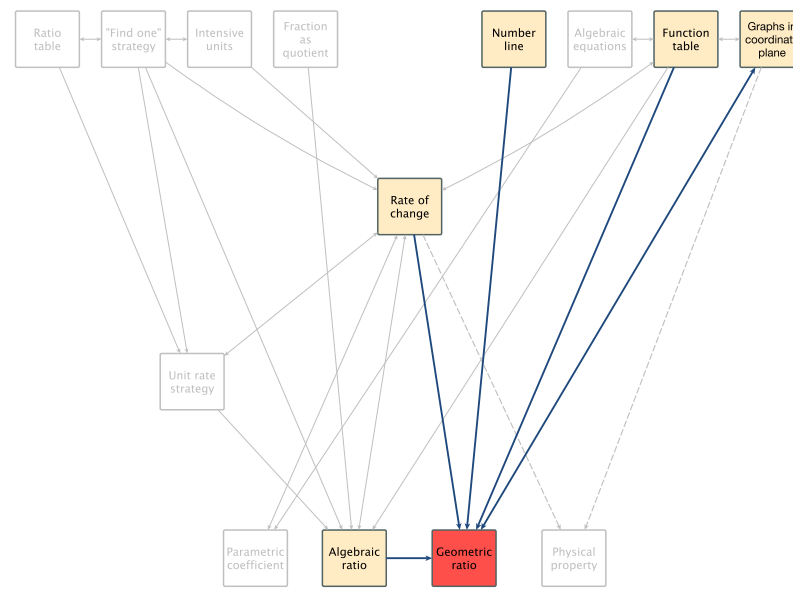 Ratio
table
"Find one"
strategy
Intensive
units
Fraction
as
quotient
Number
line
Algebraic
equations
Function
table
Graphs in
coordinat
plane
Rate of
change
Unit rate
strategy
Parametric
coefficient
Algebraic
ratio
Geometric
ratio
Physical
property